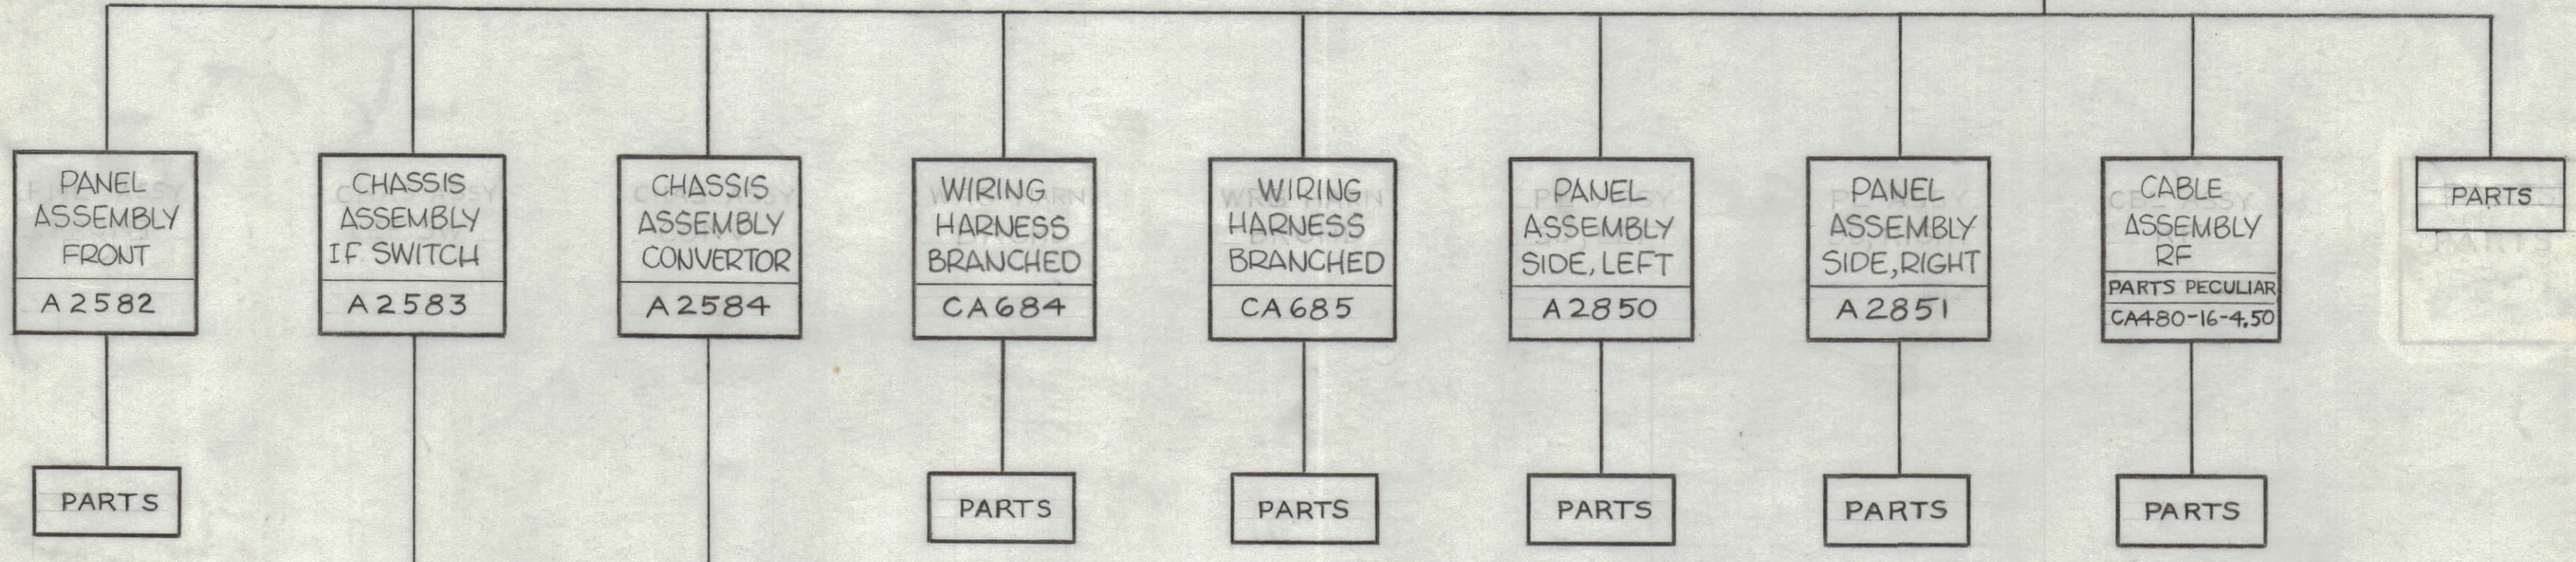 PANEL
ASSEMBLY
FRONT
A2582
CHASSIS
ASSEMBLY
IF SWITCH
A2583
CHASSIS
ASSEMBLY
CONVERTOR
A2584
WIRING
HARNESS
BRANCHED
CA684
WIRING
HARNESS
BRANCHED
CA685
PANEL
ASSEMBLY
SIDE, LEFT
A2850
PANEL
ASSEMBLY
SIDE, RIGHT
A2851
CABLE
ASSEMBLY
RF
PARTS PECULIAR
CA480-16-4.50
PARTS
PARTS
PARTS
PARTS
PARTS
PARTS
PARTS